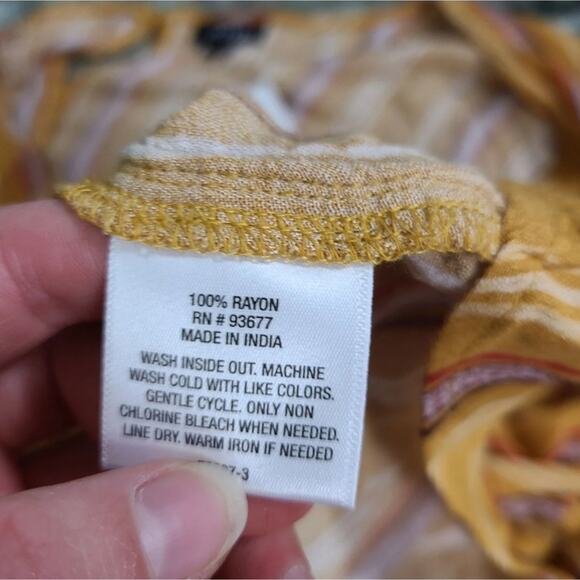 100% RAYON
RN # 93677
MADE IN INDIA
WASH INSIDE OUT. MACHINE
WASH COLD WITH LIKE COLORS.
GENTLE CYCLE. ONLY NON
CHLORINE BLEACH WHEN NEEDED.
LINE DRY. WARM IRON IF NEEDED